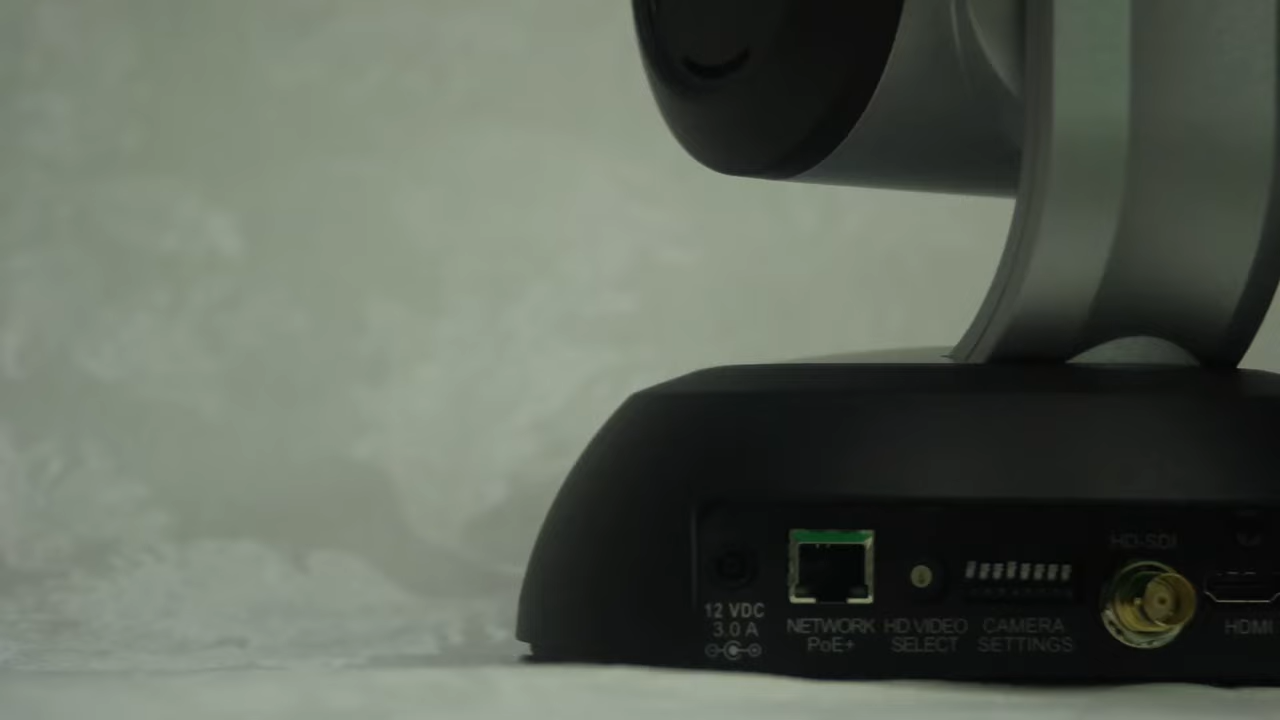 HD-SDI
12 VDC
3.0 A
NETWORK
PoE+
HD VIDEO
SELECT
CAMERA
SETTINGS
HDMI